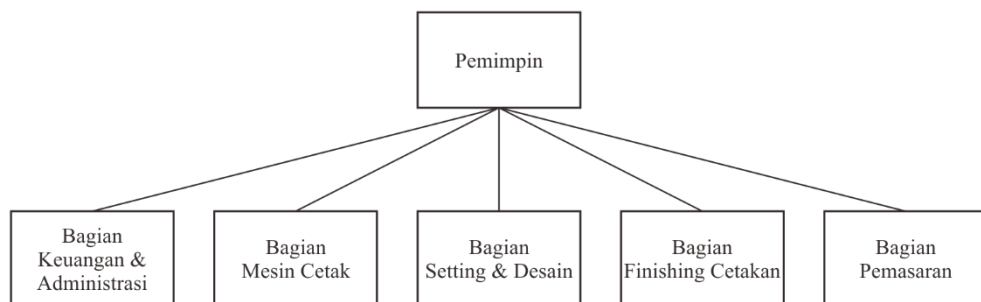 Pemimpin
Bagian
Keuangan &
Administrasi
Bagian
Mesin Cetak
Bagian
Setting & Desain
Bagian
Finishing Cetakan
Bagian
Pemasaran